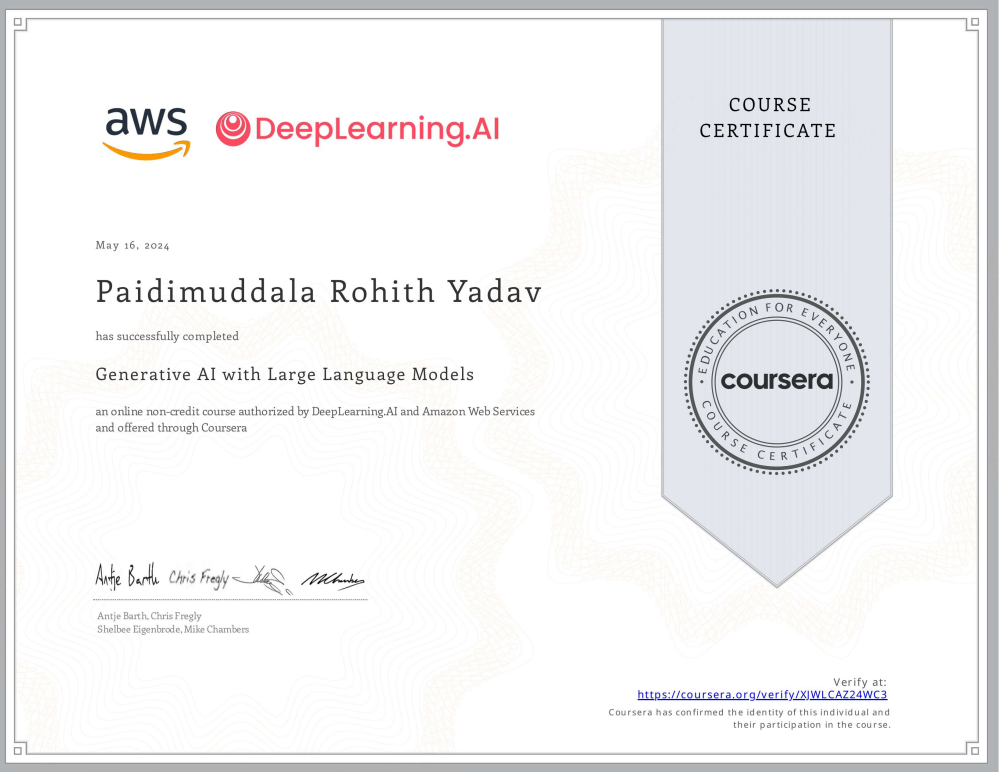 aws DeepLearning.AI
COURSE
CERTIFICATE
May 16, 2024
Paidimuddala Rohith Yadav
has successfully completed
Generative AI with Large Language Models
an online non-credit course authorized by DeepLearning.AI and Amazon Web Services
and offered through Coursera
EDUCATION FOR EVERYONE
coursera
COURSE CERTIFICATE
Antje Barth Chris Fregly
Antje Barth, Chris Fregly
Shelbee Eigenbrode, Mike Chambers
Verify at:
https://coursera.org/verify/XJWLCAZ24WC3
Coursera has confirmed the identity of this individual and
their participation in the course.